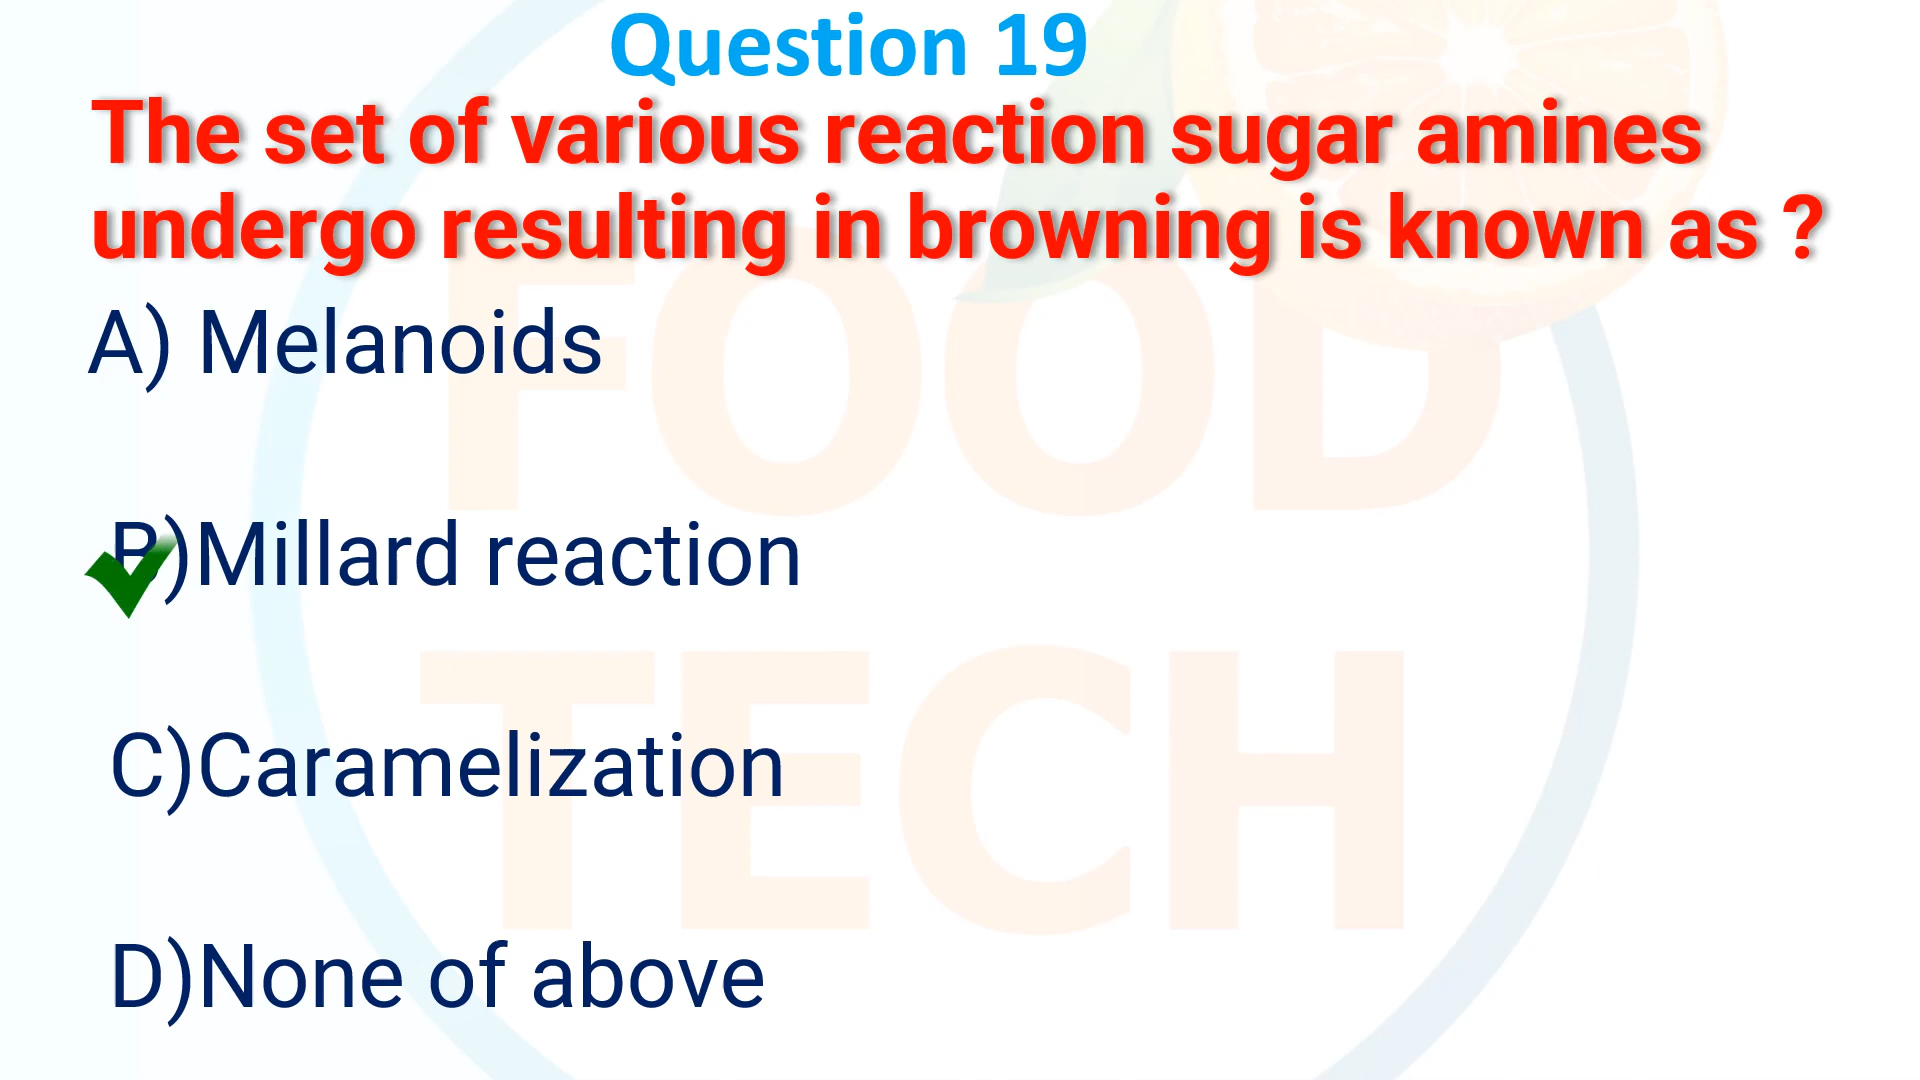 Question 19
The set of various reaction sugar amines
undergo resulting in browning is known as ?
A) Melanoids
B)Millard reaction
C)Caramelization
D)None of above
FOOD
TECH